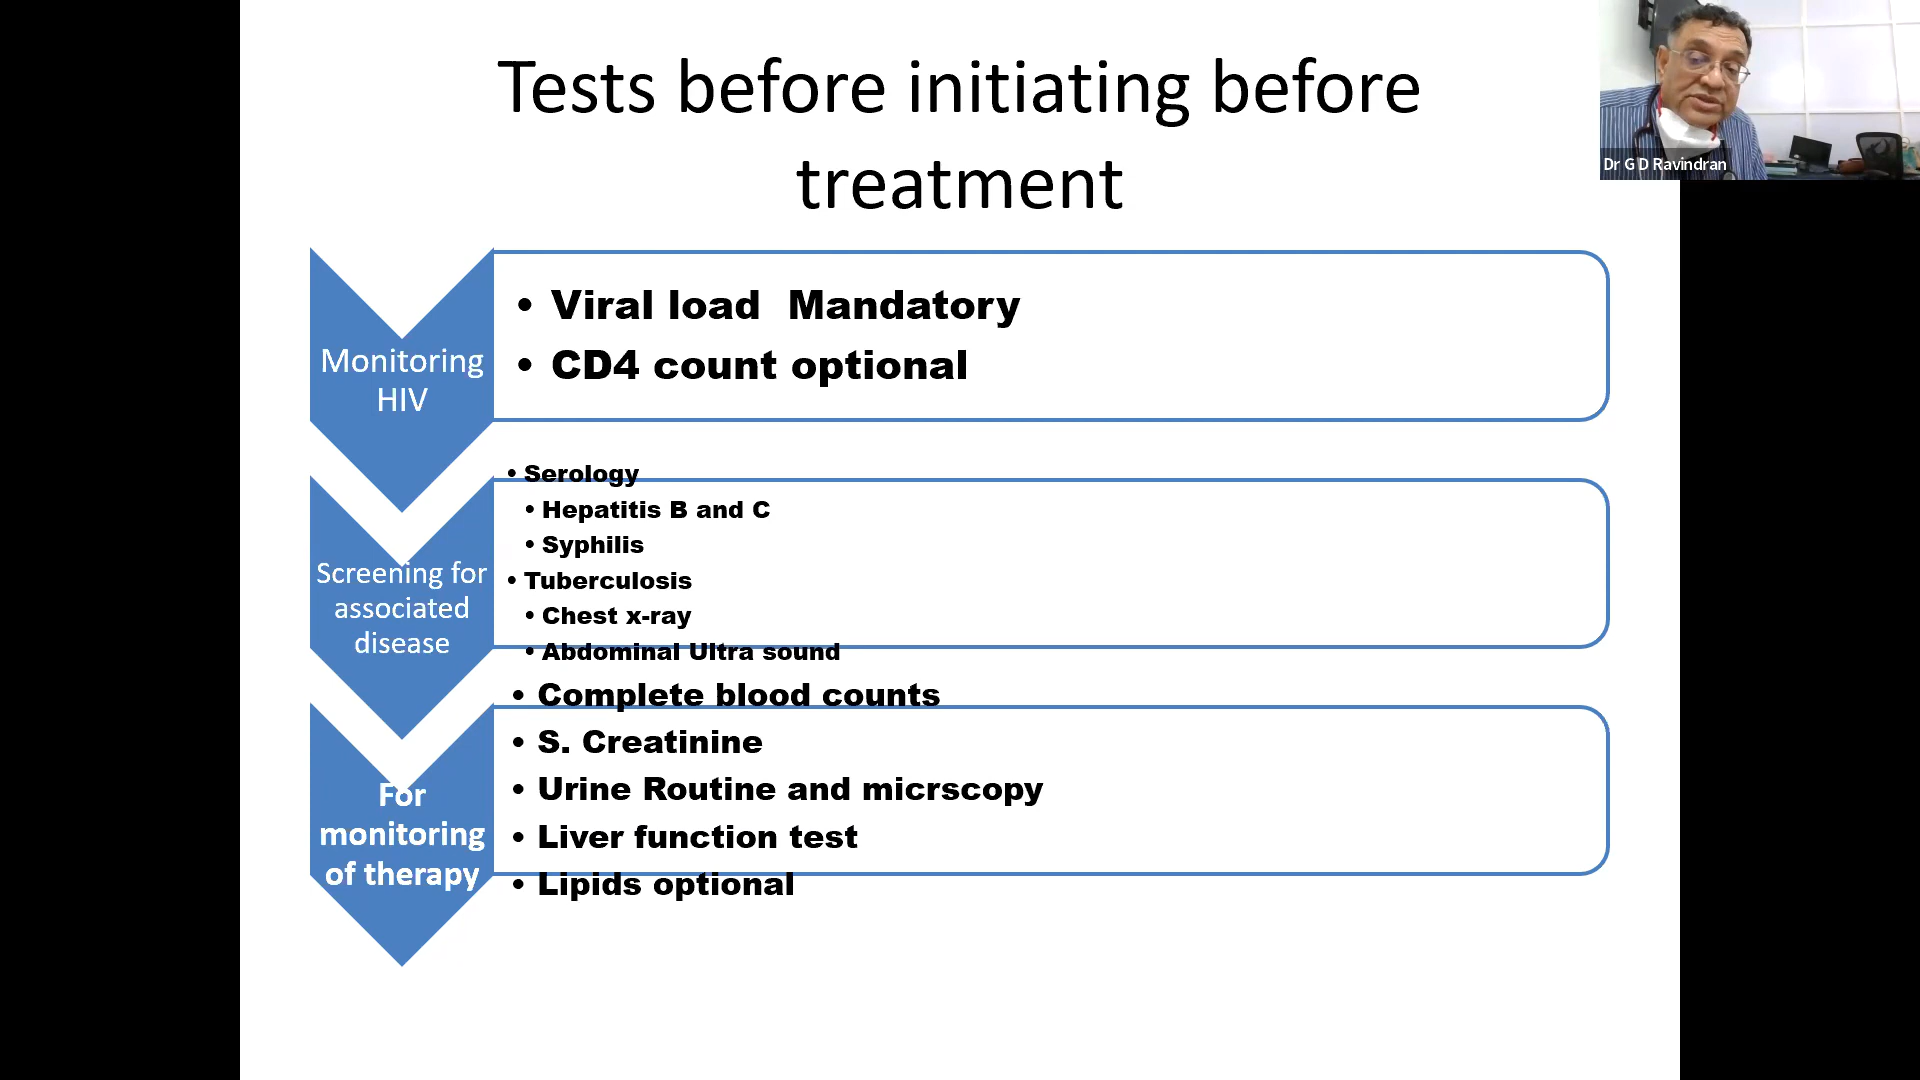 Tests before initiating before
treatment
Dr G D Ravindran
Monitoring
HIV
• Viral load  Mandatory
• CD4 count optional
Screening for
associated
disease
• Serology
• Hepatitis B and C
• Syphilis
• Tuberculosis
• Chest x-ray
• Abdominal Ultra sound
For
monitoring
of therapy
• Complete blood counts
• S. Creatinine
• Urine Routine and micrscopy
• Liver function test
• Lipids optional